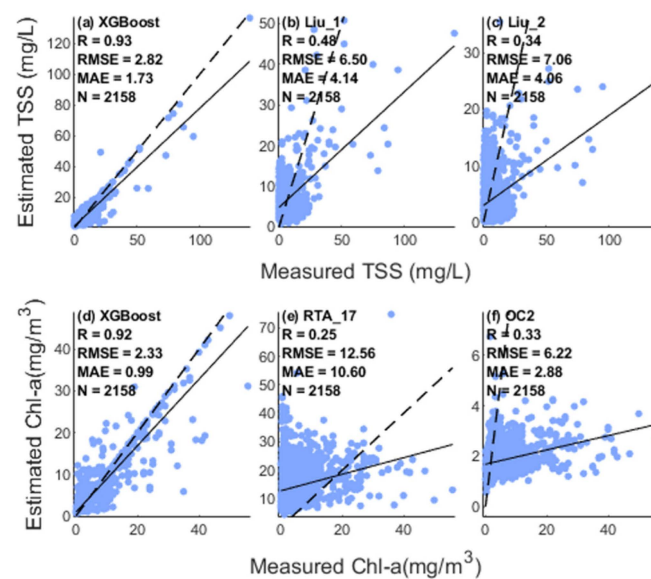 (a) XGBoost
R = 0.93
RMSE = 2.82
MAE = 1.73
N = 2158
120
100
80
60
40
20
0
50
100
Estimated TSS (mg/L)
(b) Liu_1
R = 0.48
RMSE = 6.50
MAE = 4.14
N = 2158
50
40
30
20
10
0
0
50
100
(c) Liu_2
R = 0.34
RMSE = 7.06
MAE = 4.06
N = 2158
30
20
10
0
0
50
100
Measured TSS (mg/L)
(d) XGBoost
R = 0.92
RMSE = 2.33
MAE = 0.99
N = 2158
40
30
20
10
0
0
20
40
Estimated Chl-a(mg/m³)
(e) RTA_17
R = 0.25
RMSE = 12.56
MAE = 10.60
N = 2158
70
60
50
40
30
20
10
0
20
40
(f) OC2
R = 0.33
RMSE = 6.22
MAE = 2.88
N = 2158
6
4
2
0
0
20
40
Measured Chl-a(mg/m³)